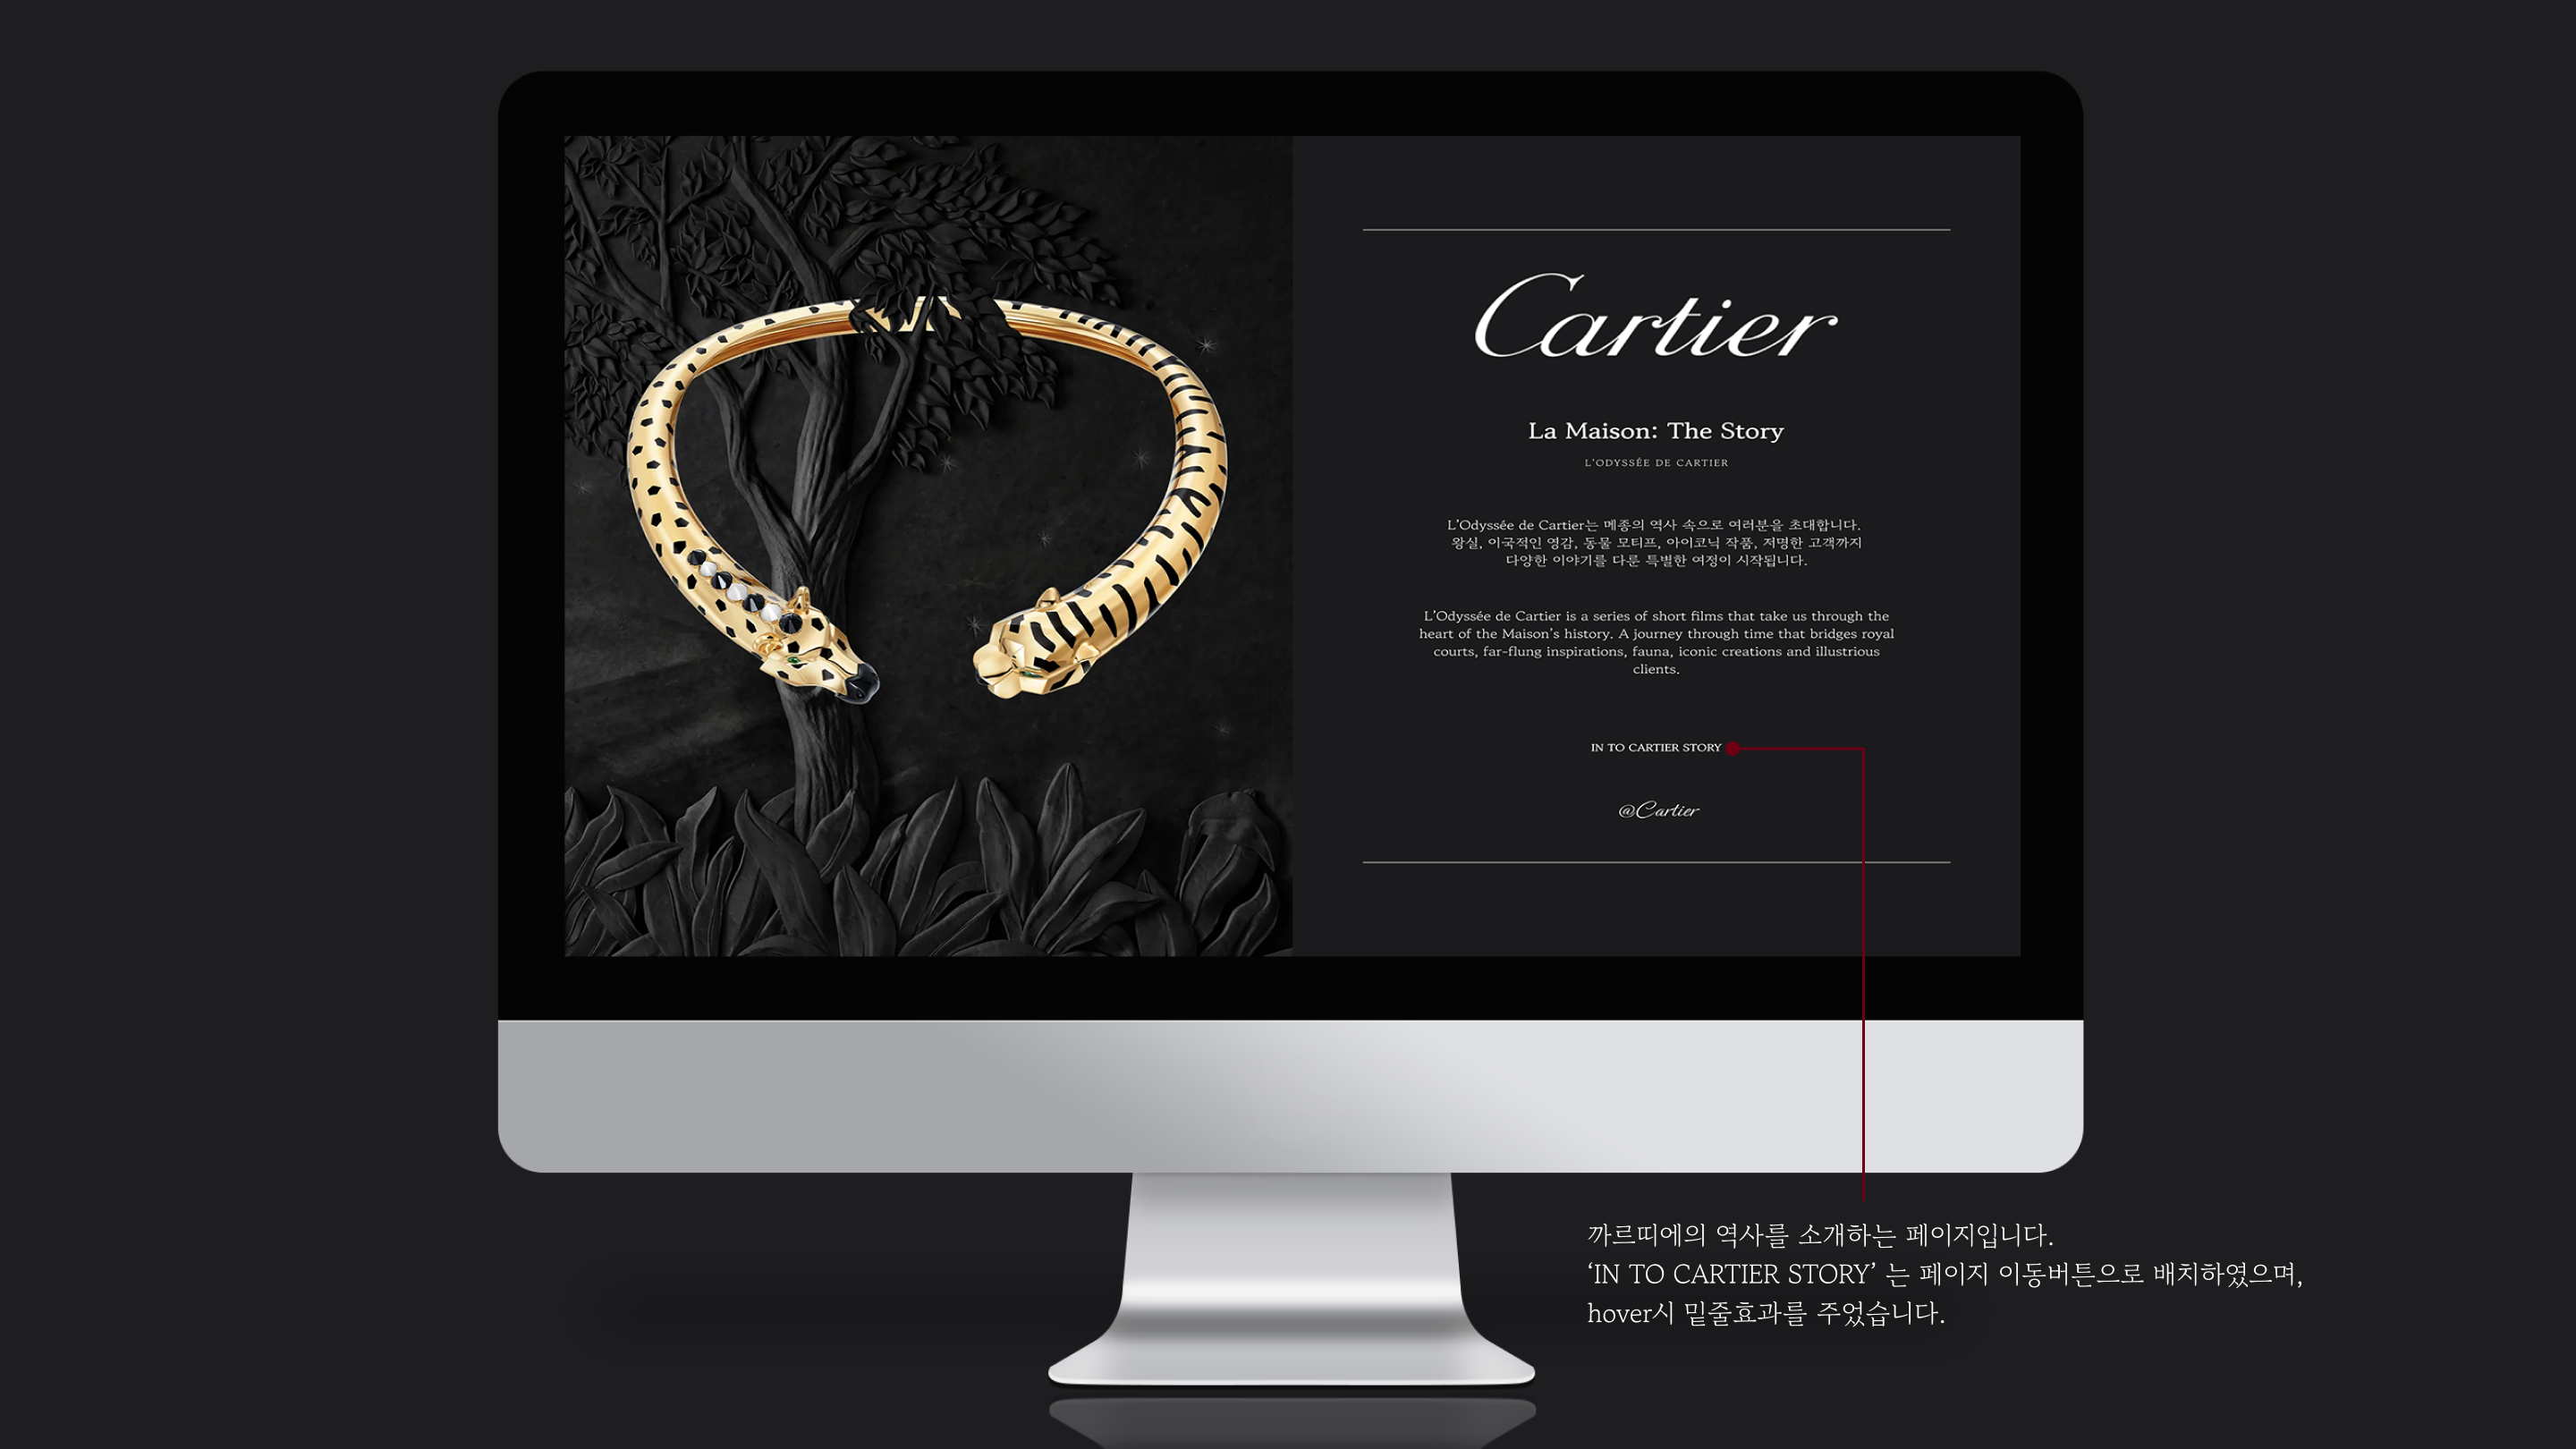 Cartier
La Maison: The Story
L'ODYSSÉE DE CARTIER
L'Odyssée de Cartier는 메종의 역사 속으로 여러분을 초대합니다.
왕실, 이국적인 영감, 동물 모티프, 아이코닉 작품, 저명한 고객까지
다양한 이야기를 다룬 특별한 여정이 시작됩니다.
L'Odyssée de Cartier is a series of short films that take us through the
heart of the Maison's history. A journey through time that bridges royal
courts, far-flung inspirations, fauna, iconic creations and illustrious
clients.
IN TO CARTIER STORY
@Cartier
까르띠에의 역사를 소개하는 페이지입니다.
‘IN TO CARTIER STORY’ 는 페이지 이동버튼으로 배치하였으며,
hover시 밑줄효과를 주었습니다.